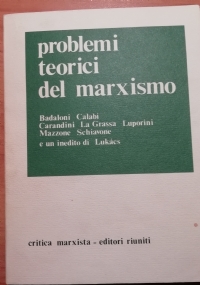 problemi
teorici
del marxismo
Badaloni Calabi
Carandini La Grassa Luporini
Mazzone Schiavone
e un inedito di Lukács
critica marxista - editori riuniti